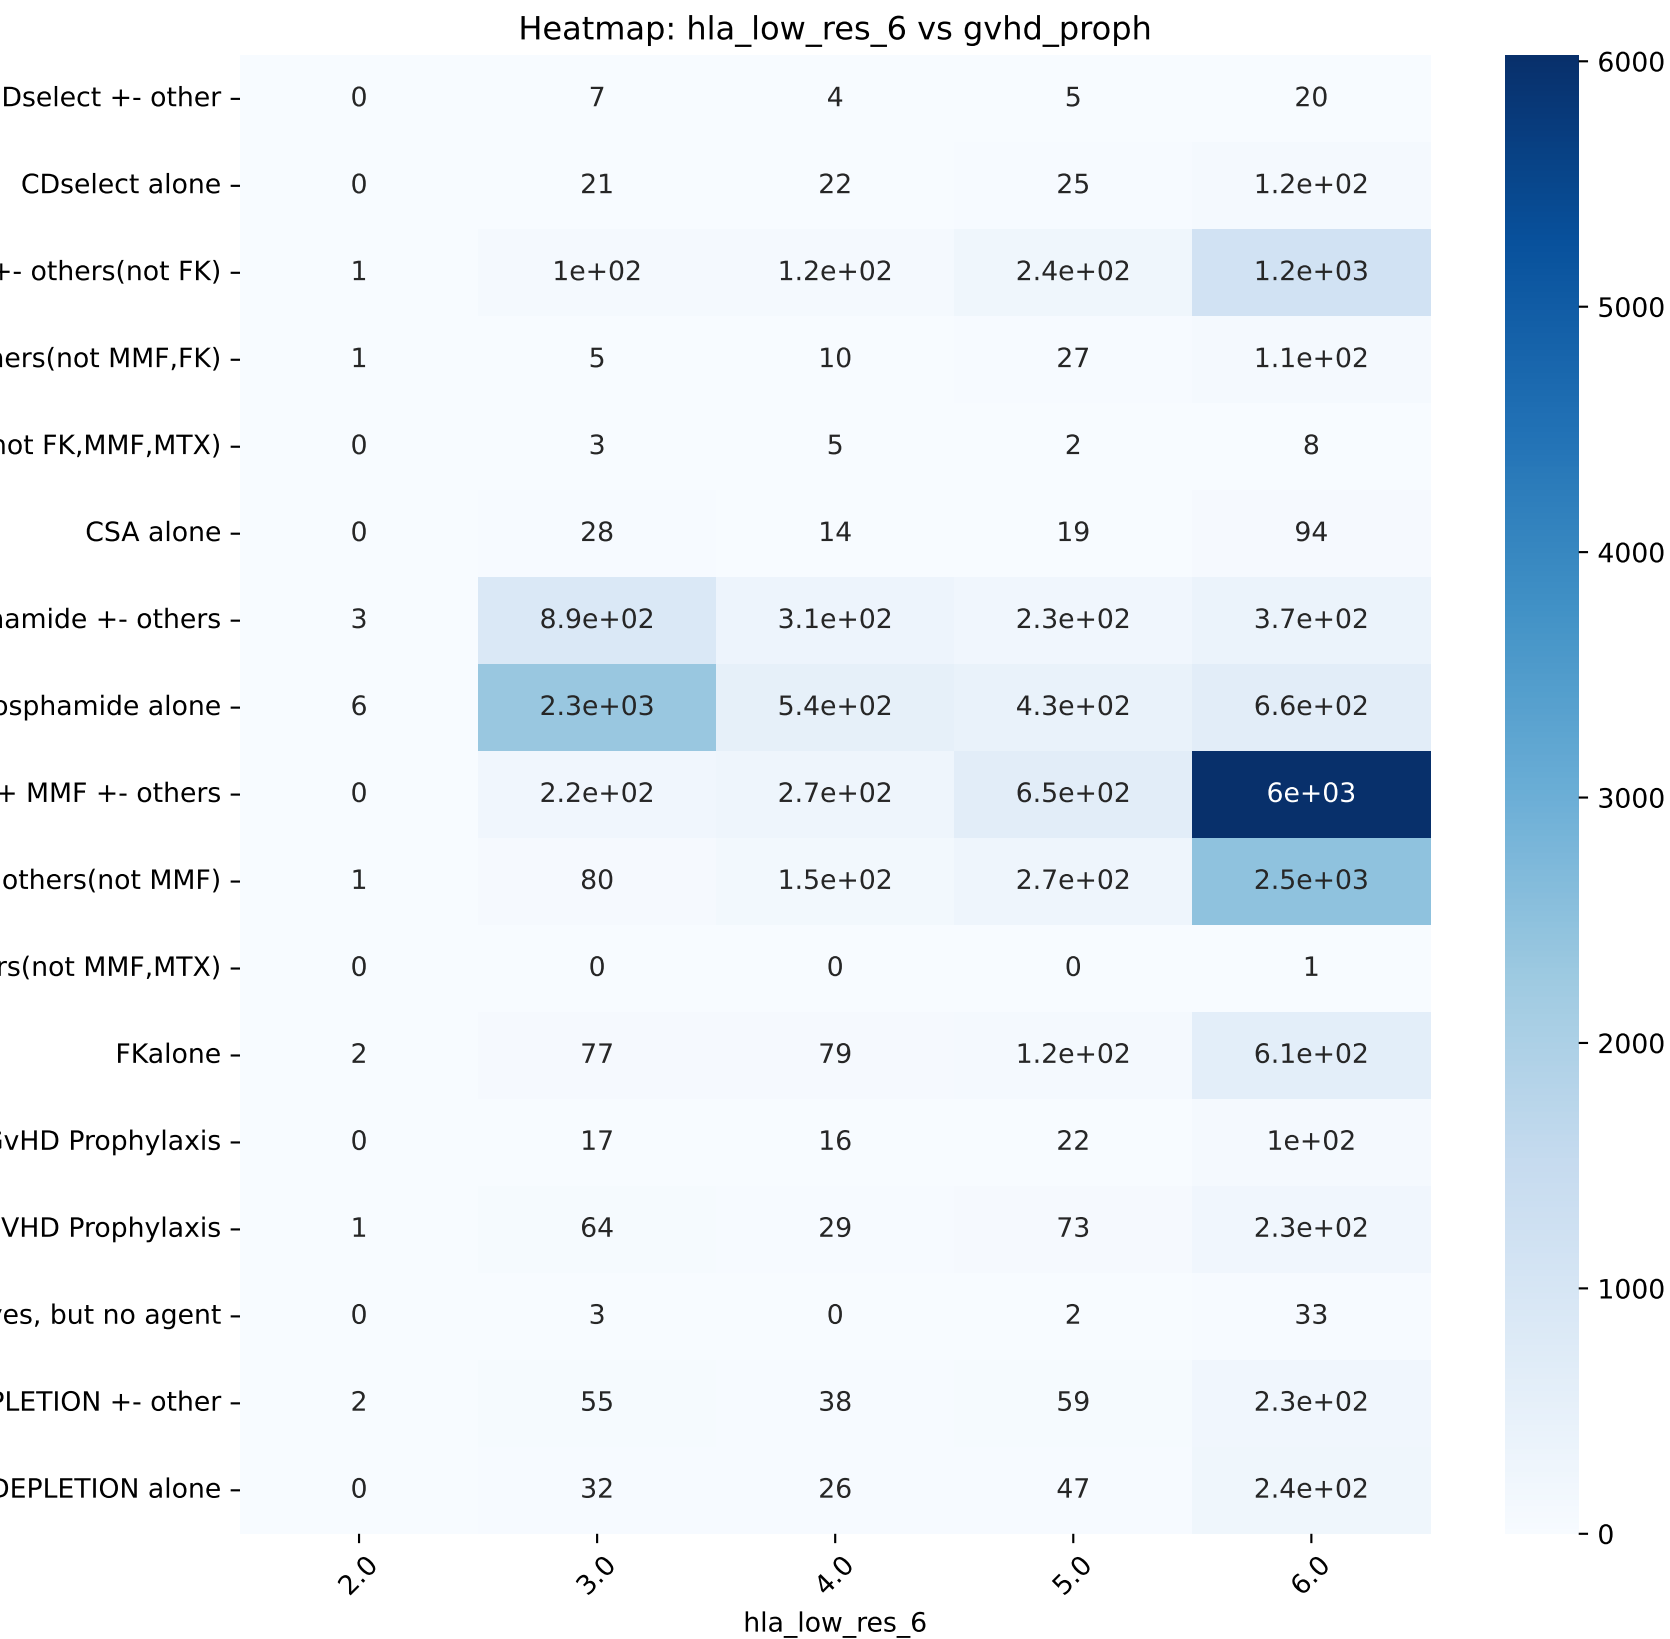 Heatmap: hla_low_res_6 vs gvhd_proph
Dselect +- other 0 7 4 5 20
CDselect alone 0 21 22 25 1.2e+02
+- others(not FK) 1 1e+02 1.2e+02 2.4e+02 1.2e+03
ers(not MMF,FK) 1 5 10 27 1.1e+02
not FK,MMF,MTX) 0 3 5 2 8
CSA alone 0 28 14 19 94
amide +- others 3 8.9e+02 3.1e+02 2.3e+02 3.7e+02
osphamide alone 6 2.3e+03 5.4e+02 4.3e+02 6.6e+02
+ MMF +- others 0 2.2e+02 2.7e+02 6.5e+02 6e+03
others(not MMF) 1 80 1.5e+02 2.7e+02 2.5e+03
rs(not MMF,MTX) 0 0 0 0 1
FKalone 2 77 79 1.2e+02 6.1e+02
GvHD Prophylaxis 0 17 16 22 1e+02
VHD Prophylaxis 1 64 29 73 2.3e+02
yes, but no agent 0 3 0 2 33
PLETION +- other 2 55 38 59 2.3e+02
DEPLETION alone 0 32 26 47 2.4e+02
2.0 3.0 4.0 5.0 6.0
hla_low_res_6
6000
5000
4000
3000
2000
1000
0